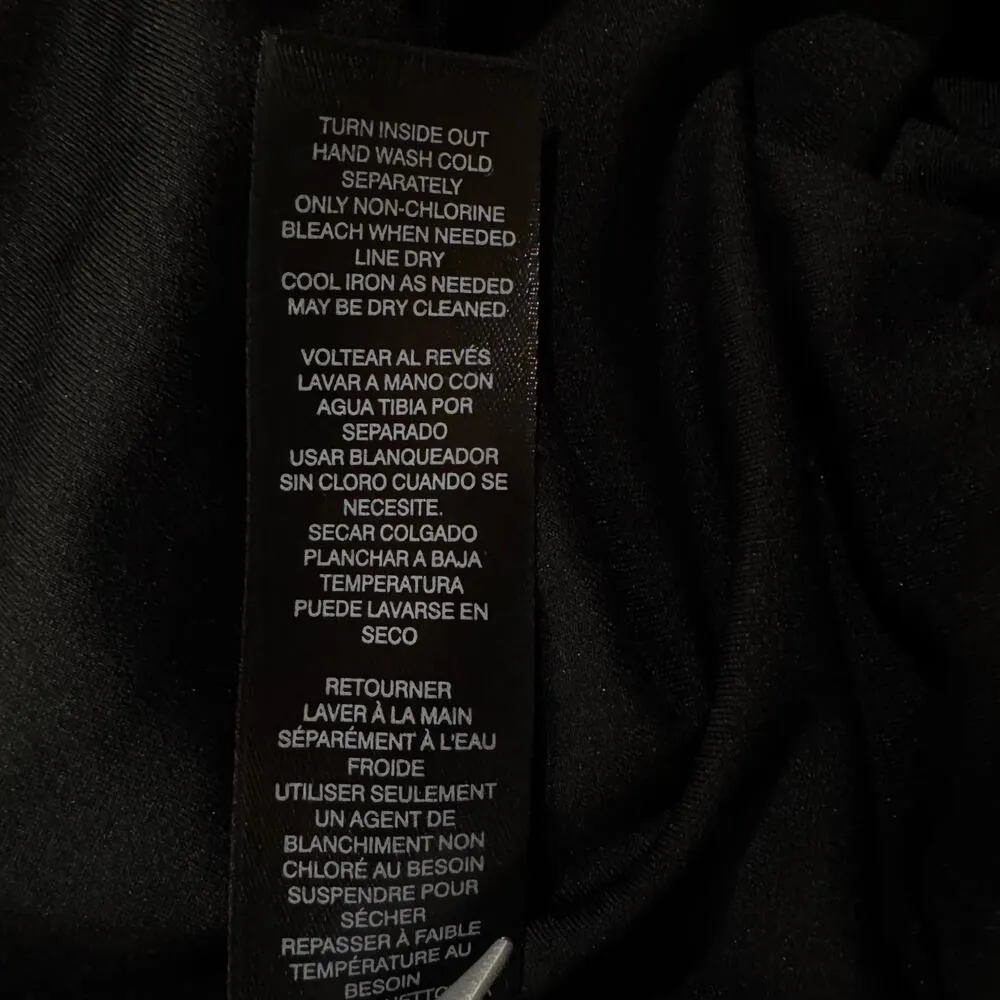 TURN INSIDE OUT
HAND WASH COLD
SEPARATELY
ONLY NON-CHLORINE
BLEACH WHEN NEEDED
LINE DRY
COOL IRON AS NEEDED
MAY BE DRY CLEANED
VOLTEAR AL REVÉS
LAVAR A MANO CON
AGUA TIBIA POR
SEPARADO
USAR BLANQUEADOR
SIN CLORO CUANDO SE
NECESITE.
SECAR COLGADO
PLANCHAR A BAJA
TEMPERATURA
PUEDE LAVARSE EN
SECO
RETOURNER
LAVER À LA MAIN
SÉPARÉMENT À L'EAU
FROIDE
UTILISER SEULEMENT
UN AGENT DE
BLANCHIMENT NON
CHLORÉ AU BESOIN
SUSPENDRE POUR
SÉCHER
REPASSER À FAIBLE
TEMPÉRATURE AU
BESOIN